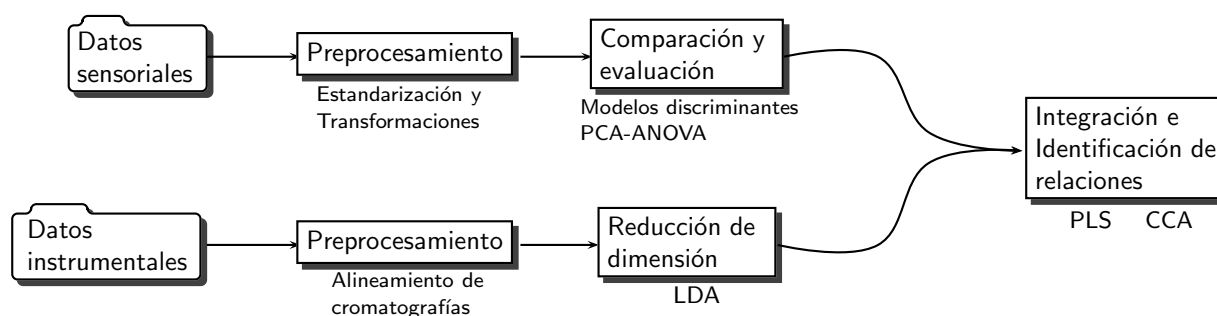 Datos
sensoriales
Preprocesamiento
Estandarización y
Transformaciones
Comparación y
evaluación
Modelos discriminantes
PCA-ANOVA
Integración e
Identificación de
relaciones
PLS CCA
Datos
instrumentales
Preprocesamiento
Alineamiento de
cromatografías
Reducción de
dimensión
LDA